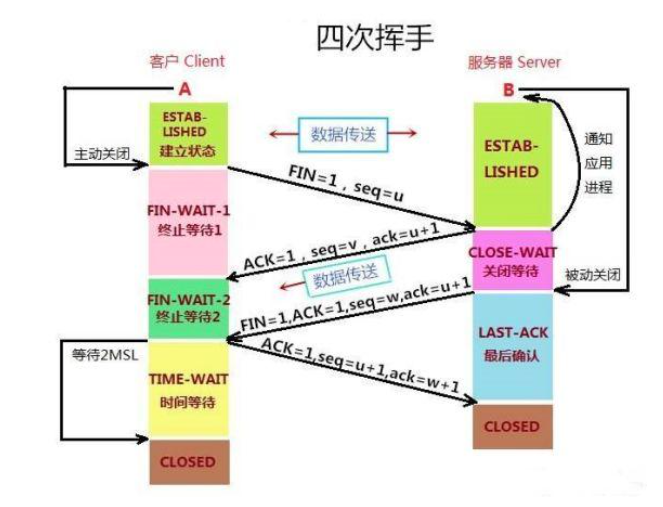 四次挥手
客户 Client
服务器 Server
A
B
ESTAB-
LISHED
建立状态
主动关闭
数据传送
ESTAB-
LISHED
通知
应用
进程
FIN=1，seq=u
FIN-WAIT-1
终止等待1
ACK=1，seq=v，ack=u+1
CLOSE-WAIT
关闭等待
被动关闭
数据传送
FIN-WAIT-2
终止等待2
FIN=1,ACK=1,seq=w,ack=u+1
LAST-ACK
最后确认
等待2MSL
ACK=1,seq=u+1,ack=w+1
TIME-WAIT
时间等待
CLOSED
CLOSED